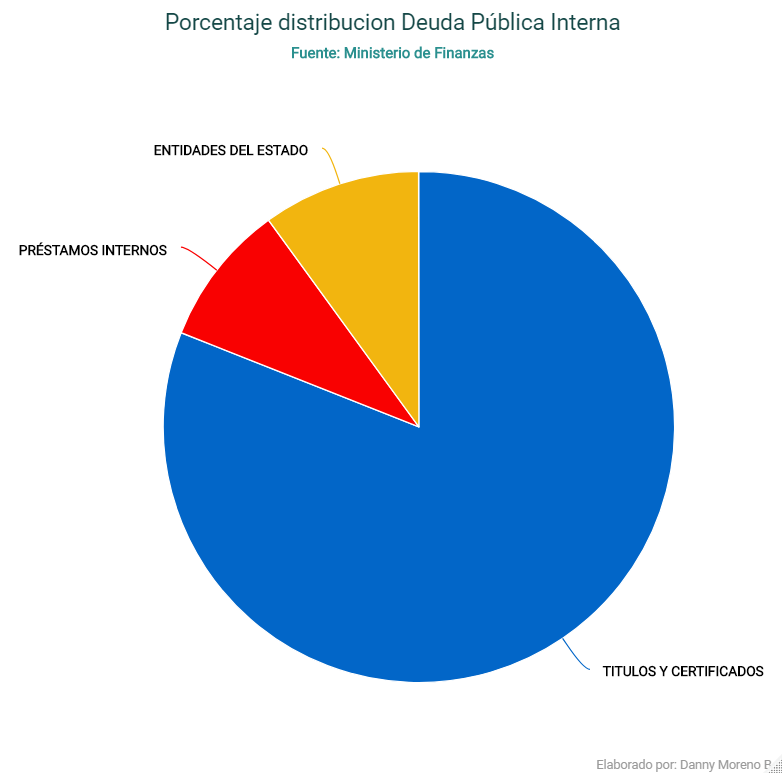 Porcentaje distribucion Deuda Pública Interna
Fuente: Ministerio de Finanzas
ENTIDADES DEL ESTADO
PRÉSTAMOS INTERNOS
TITULOS Y CERTIFICADOS
Elaborado por: Danny Moreno